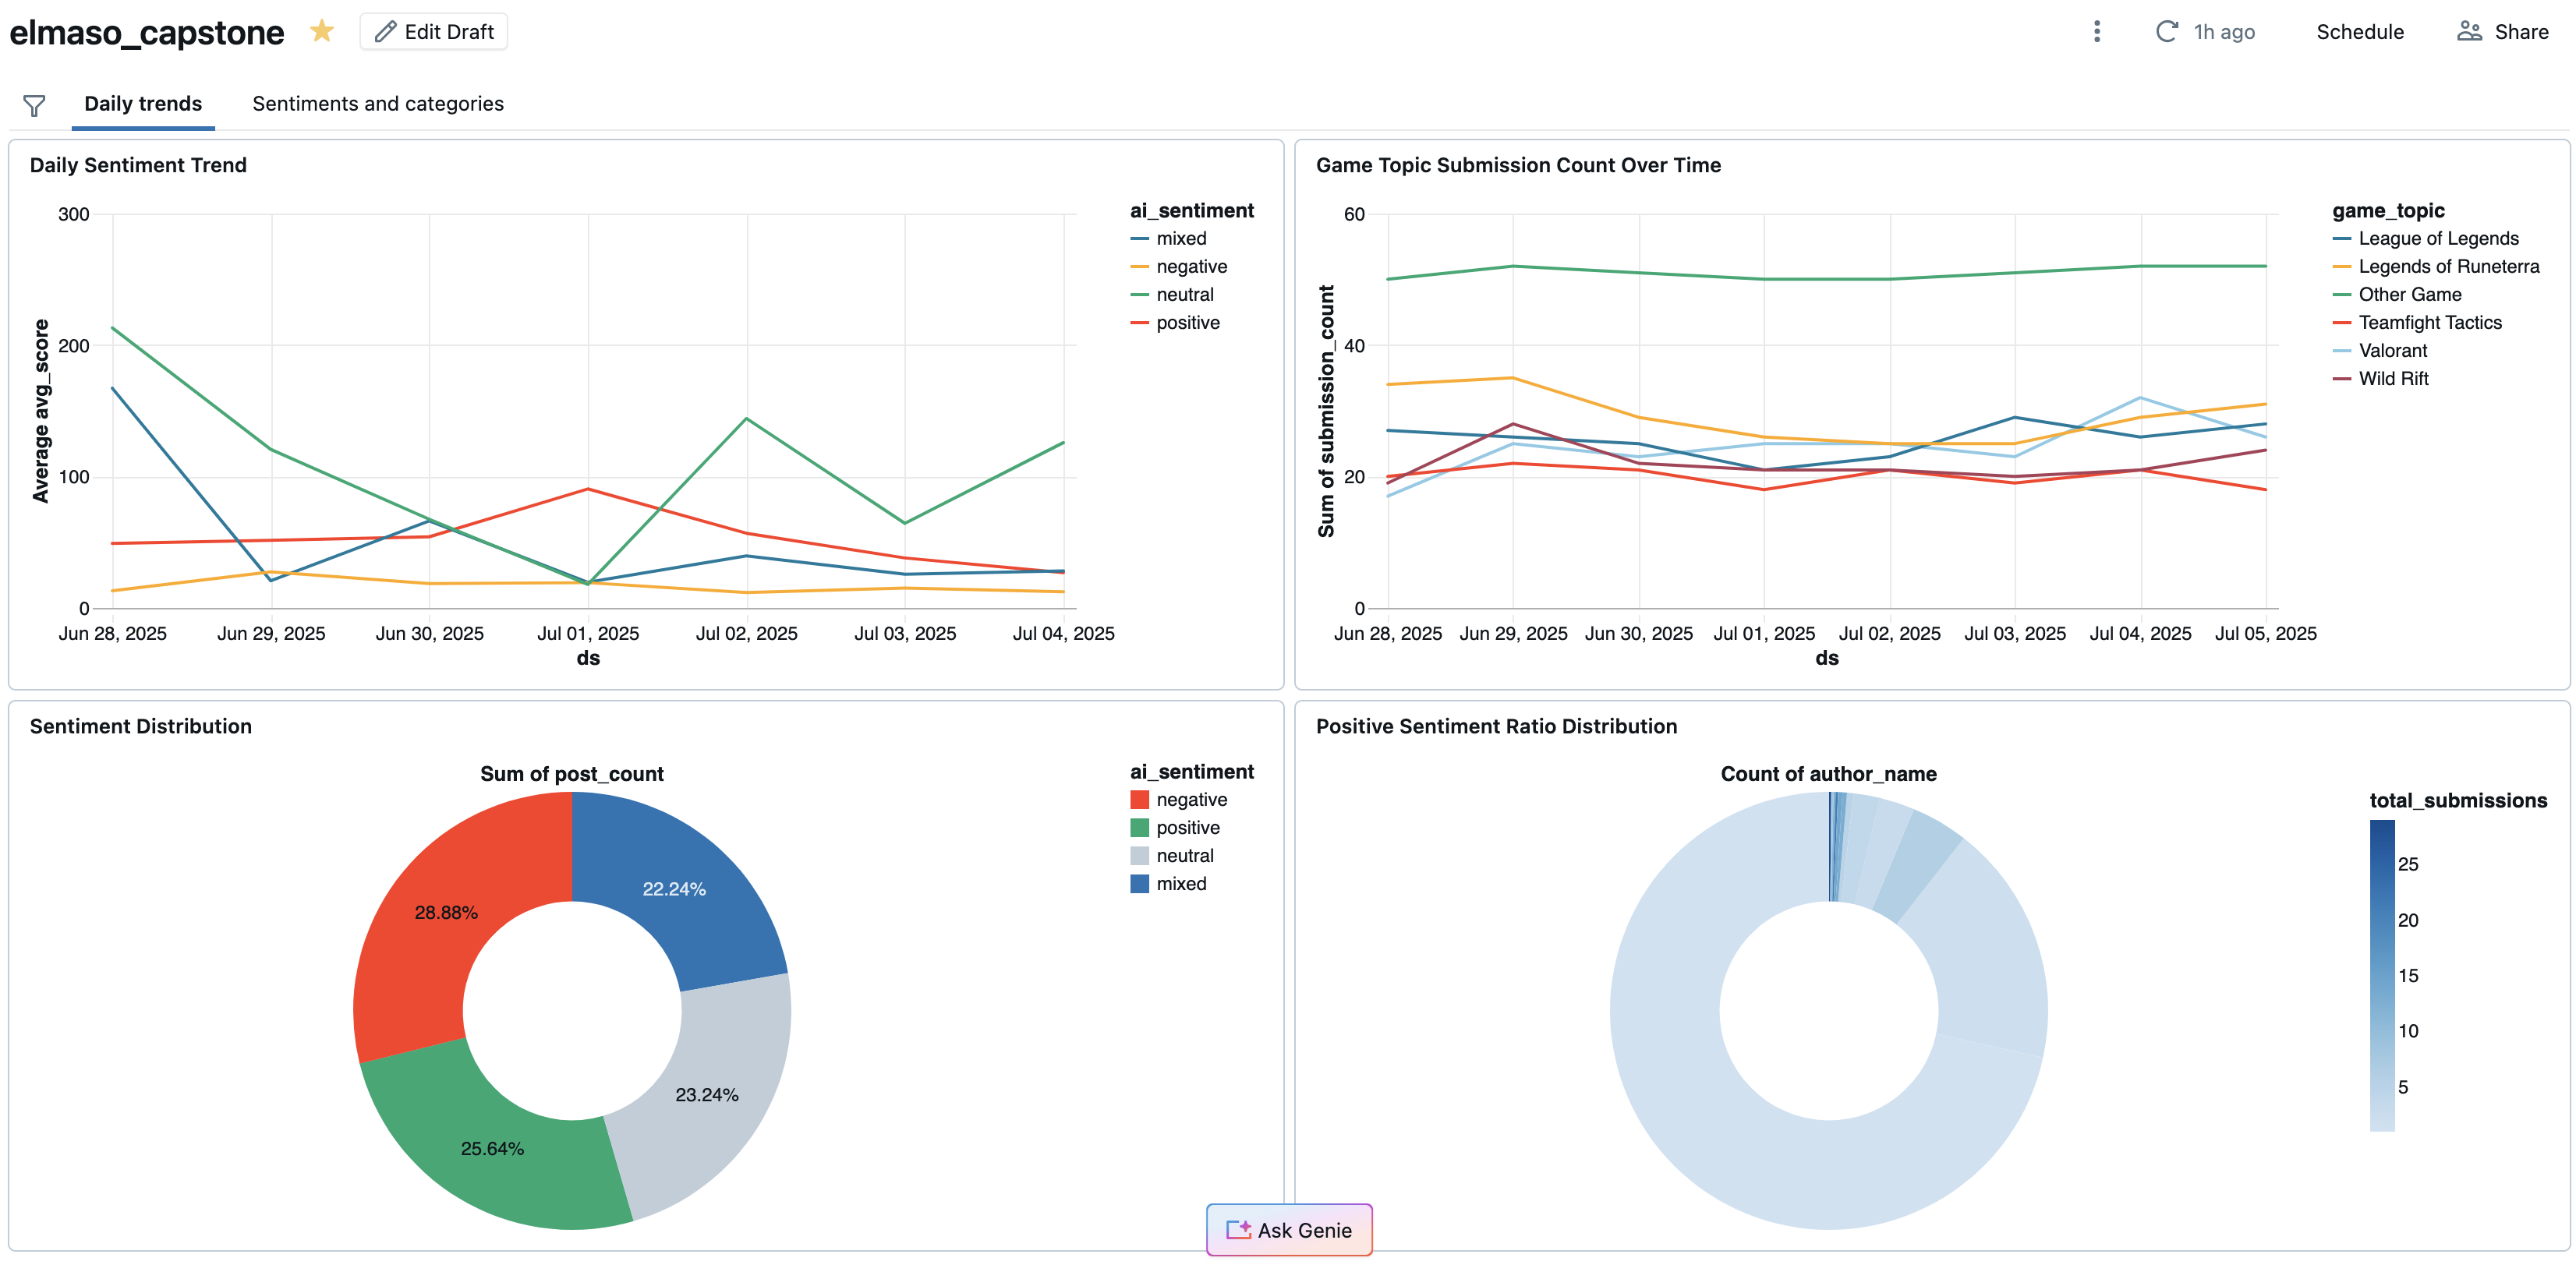 elmaso_capstone
Edit Draft
1h ago
Schedule
Share
Daily trends
Sentiments and categories
Daily Sentiment Trend
300
200
100
0
Average avg_score
Jun 28, 2025
Jun 29, 2025
Jun 30, 2025
Jul 01, 2025
Jul 02, 2025
Jul 03, 2025
Jul 04, 2025
ds
ai_sentiment
mixed
negative
neutral
positive
Game Topic Submission Count Over Time
60
40
20
0
Sum of submission_count
Jun 28, 2025
Jun 29, 2025
Jun 30, 2025
Jul 01, 2025
Jul 02, 2025
Jul 03, 2025
Jul 04, 2025
Jul 05, 2025
ds
game_topic
League of Legends
Legends of Runeterra
Other Game
Teamfight Tactics
Valorant
Wild Rift
Sentiment Distribution
Sum of post_count
22.24%
28.88%
23.24%
25.64%
ai_sentiment
negative
positive
neutral
mixed
Positive Sentiment Ratio Distribution
Count of author_name
total_submissions
25
20
15
10
5
Ask Genie